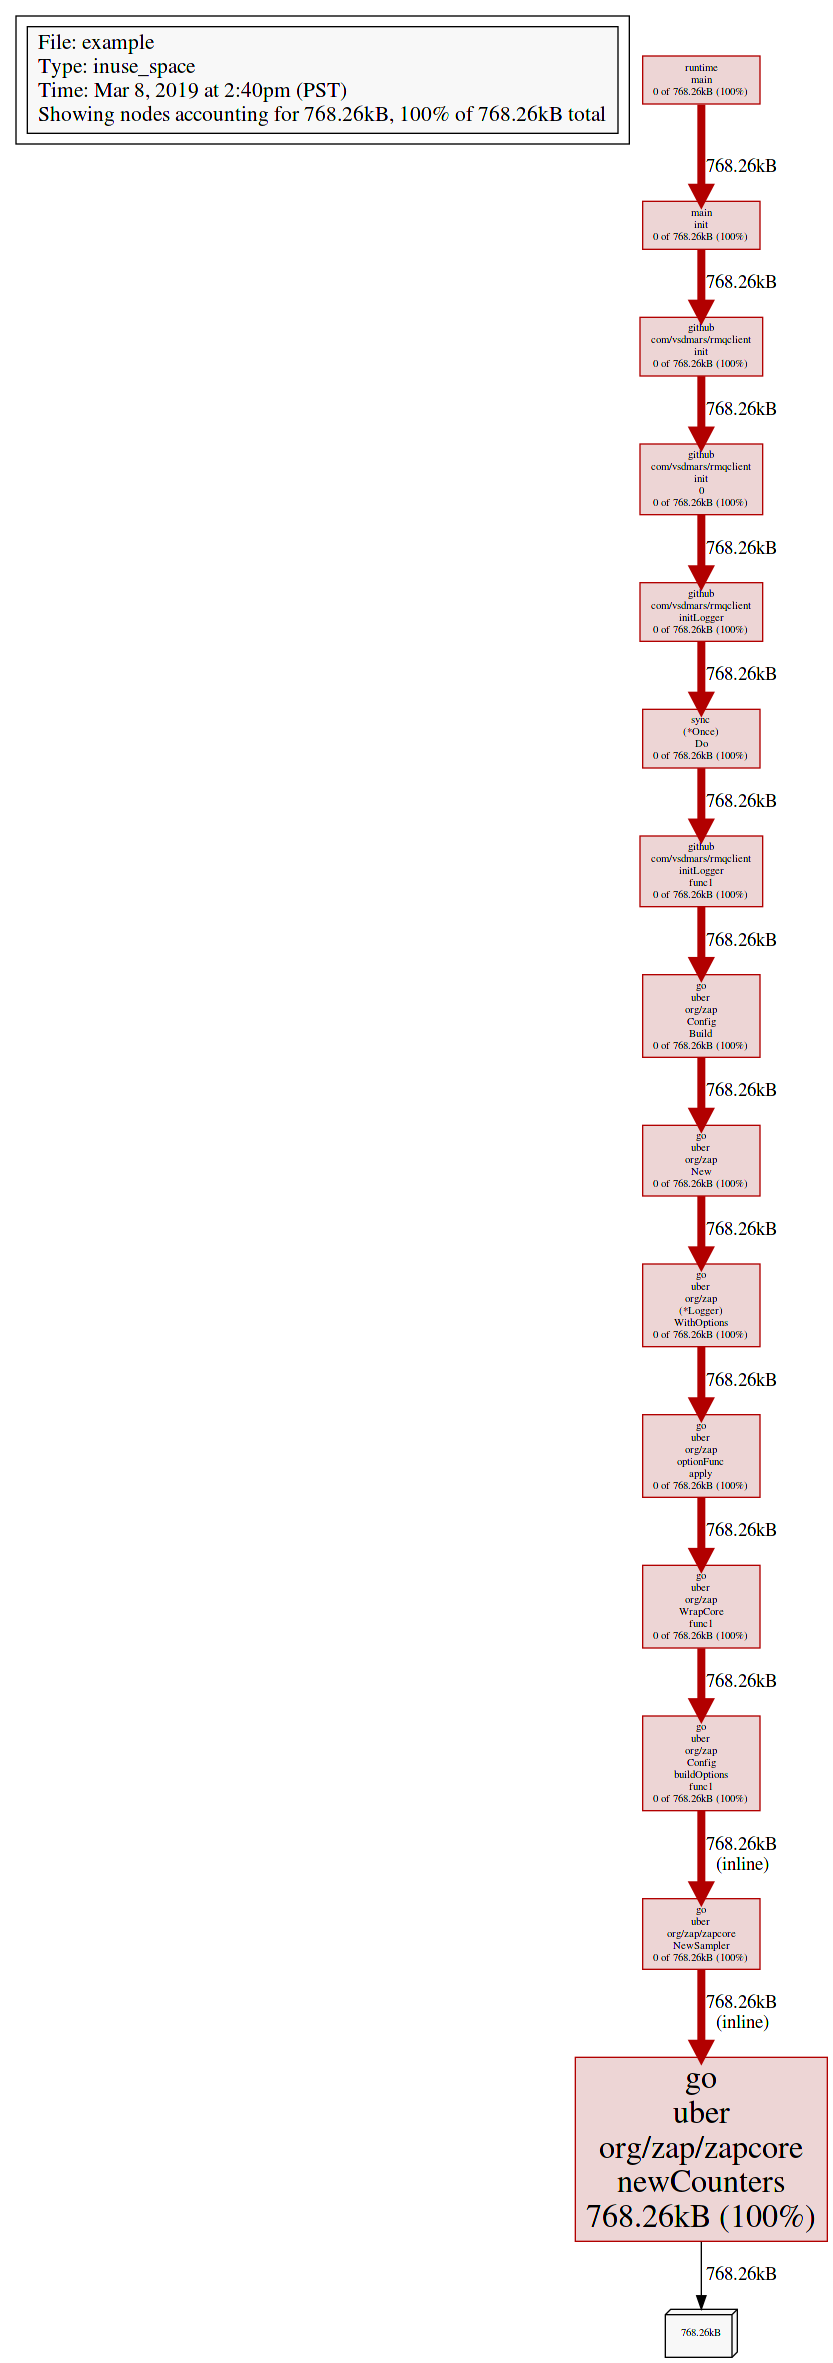 File: example
Type: inuse_space
Time: Mar 8, 2019 at 2:40pm (PST)
Showing nodes accounting for 768.26kB, 100% of 768.26kB total
runtime
main
0 of 768.26kB (100%)
768.26kB
main
init
0 of 768.26kB (100%)
768.26kB
github
com/vsdmars/rmqclient
init
0 of 768.26kB (100%)
768.26kB
github
com/vsdmars/rmqclient
init
0
0 of 768.26kB (100%)
768.26kB
github
com/vsdmars/rmqclient
initLogger
0 of 768.26kB (100%)
768.26kB
sync
(*Once)
Do
0 of 768.26kB (100%)
768.26kB
github
com/vsdmars/rmqclient
initLogger
func1
0 of 768.26kB (100%)
768.26kB
go
uber
org/zap
Config
Build
0 of 768.26kB (100%)
768.26kB
go
uber
org/zap
New
0 of 768.26kB (100%)
768.26kB
go
uber
org/zap
(*Logger)
WithOptions
0 of 768.26kB (100%)
768.26kB
go
uber
org/zap
optionFunc
apply
0 of 768.26kB (100%)
768.26kB
go
uber
org/zap
WrapCore
func1
0 of 768.26kB (100%)
768.26kB
go
uber
org/zap
Config
buildOptions
func1
0 of 768.26kB (100%)
768.26kB
(inline)
go
uber
org/zap/zapcore
NewSampler
0 of 768.26kB (100%)
768.26kB
(inline)
go
uber
org/zap/zapcore
newCounters
768.26kB (100%)
768.26kB
768.26kB